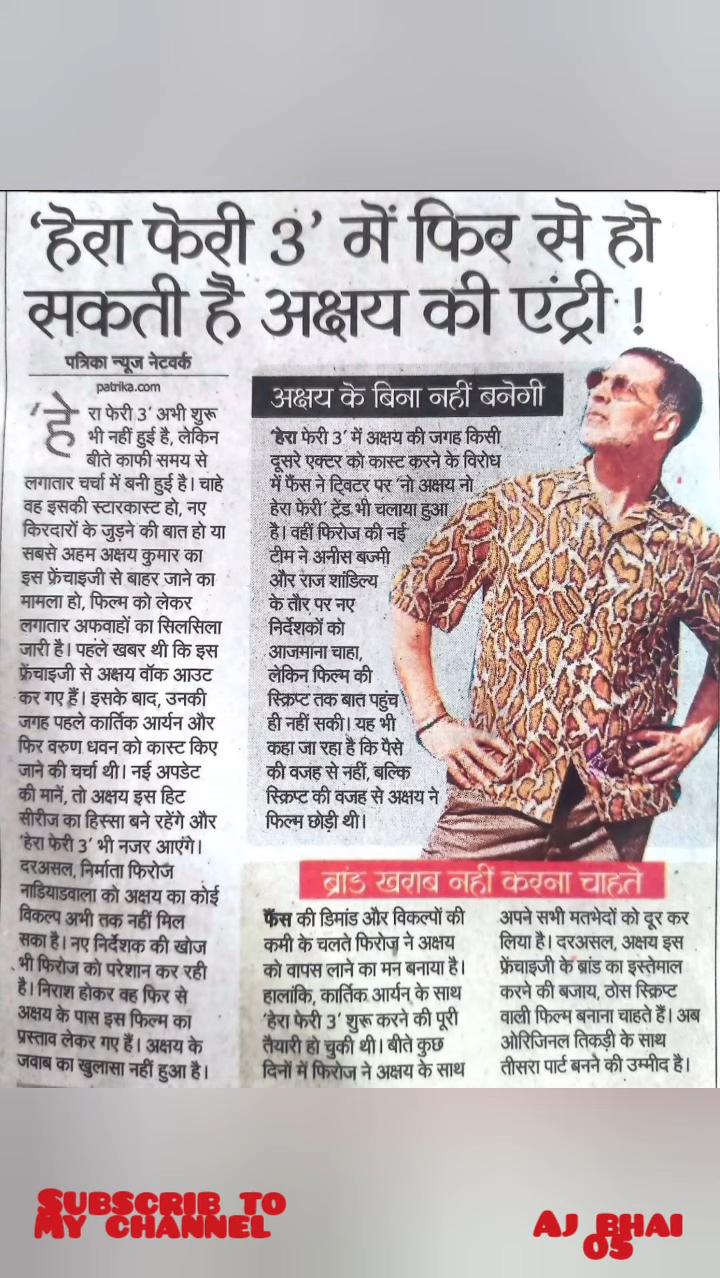 ‘हेरा फेरी 3’ में फिर से हो
सकती है अक्षय की एंट्री !
पत्रिका न्यूज नेटवर्क
patrika.com
‘हेरा फेरी 3’ अभी शुरू
भी नहीं हुई है, लेकिन
बीते काफी समय से
लगातार चर्चा में बनी हुई है। चाहे
वह इसकी स्टारकास्ट हो, नए
किरदारों के जुड़ने की बात हो या
सबसे अहम अक्षय कुमार का
इस फ्रेंचाइजी से बाहर जाने का
मामला हो, फिल्म को लेकर
लगातार अफवाहों का सिलसिला
जारी है। पहले खबर थी कि इस
फ्रेंचाइजी से अक्षय वॉक आउट
कर गए हैं। इसके बाद, उनकी
जगह पहले कार्तिक आर्यन और
फिर वरुण धवन को कास्ट किए
जाने की चर्चा थी। नई अपडेट
की मानें, तो अक्षय इस हिट
सीरीज का हिस्सा बने रहेंगे और
‘हेरा फेरी 3’ भी नजर आएंगे।
दरअसल, निर्माता फिरोज
नाडियाडवाला को अक्षय का कोई
विकल्प अभी तक नहीं मिल
सका है। नए निर्देशक की खोज
भी फिरोज को परेशान कर रही
है। निराश होकर वह फिर से
अक्षय के पास इस फिल्म का
प्रस्ताव लेकर गए हैं। अक्षय के
जवाब का खुलासा नहीं हुआ है।
अक्षय के बिना नहीं बनेगी
‘हेरा फेरी 3’ में अक्षय की जगह किसी
दूसरे एक्टर को कास्ट करने के विरोध
में फैंस ने ट्विटर पर ‘नो अक्षय नो
हेरा फेरी’ ट्रेंड भी चलाया हुआ
है। वहीं फिरोज की नई
टीम ने अनीस बज्मी
और राज शांडिल्य
के तौर पर नए
निर्देशकों को
आजमाना चाहा,
लेकिन फिल्म की
स्क्रिप्ट तक बात पहुंच
ही नहीं सकी। यह भी
कहा जा रहा है कि पैसे
की वजह से नहीं, बल्कि
स्क्रिप्ट की वजह से अक्षय ने
फिल्म छोड़ी थी।
ब्रांड खराब नहीं करना चाहते
फैंस की डिमांड और विकल्पों की
कमी के चलते फिरोज ने अक्षय
को वापस लाने का मन बनाया है।
हालांकि, कार्तिक आर्यन के साथ
‘हेरा फेरी 3’ शुरू करने की पूरी
तैयारी हो चुकी थी। बीते कुछ
दिनों में फिरोज ने अक्षय के साथ
अपने सभी मतभेदों को दूर कर
लिया है। दरअसल, अक्षय इस
फ्रेंचाइजी के ब्रांड का इस्तेमाल
करने की बजाय, ठोस स्क्रिप्ट
वाली फिल्म बनाना चाहते हैं। अब
ओरिजिनल तिकड़ी के साथ
तीसरा पार्ट बनने की उम्मीद है।
SUBSCRIB TO
MY CHANNEL
AJ BHAI
05